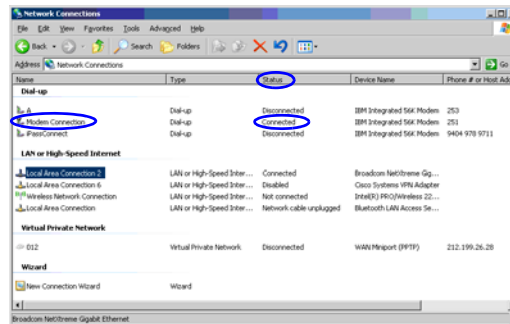 Network Connections
File Edit View Favorites Tools Advanced Help
Back Search Folders
Address Network Connections Go
Name Type Status Device Name Phone # or Host Add
Dial-up
A Dial-up Disconnected IBM Integrated 56K Modem 253
Modem Connection Dial-up Connected IBM Integrated 56K Modem 251
iPassConnect Dial-up Disconnected IBM Integrated 56K Modem 9404 978 9711
LAN or High-Speed Internet
Local Area Connection 2 LAN or High-Speed Inter... Connected Broadcom NetXtreme Gig...
Local Area Connection 6 LAN or High-Speed Inter... Disabled Cisco Systems VPN Adapter
Wireless Network Connection LAN or High-Speed Inter... Not connected Intel(R) PRO/Wireless 22...
Local Area Connection LAN or High-Speed Inter... Network cable unplugged Bluetooth LAN Access Se...
Virtual Private Network
012 Virtual Private Network Disconnected WAN Miniport (PPTP) 212.199.26.28
Wizard
New Connection Wizard Wizard
Broadcom NetXtreme Gigabit Ethernet